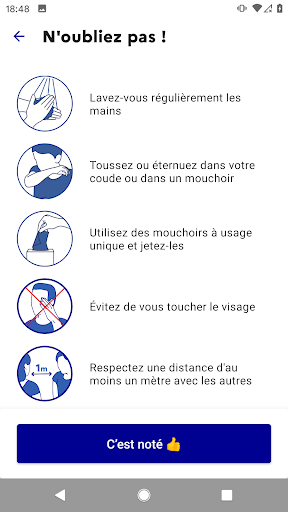 18:48
N'oubliez pas !
Lavez-vous régulièrement les
mains
Toussez ou éternuez dans votre
coude ou dans un mouchoir
Utilisez des mouchoirs à usage
unique et jetez-les
Évitez de vous toucher le visage
1m
Respectez une distance d'au
moins un mètre avec les autres
C'est noté 👍